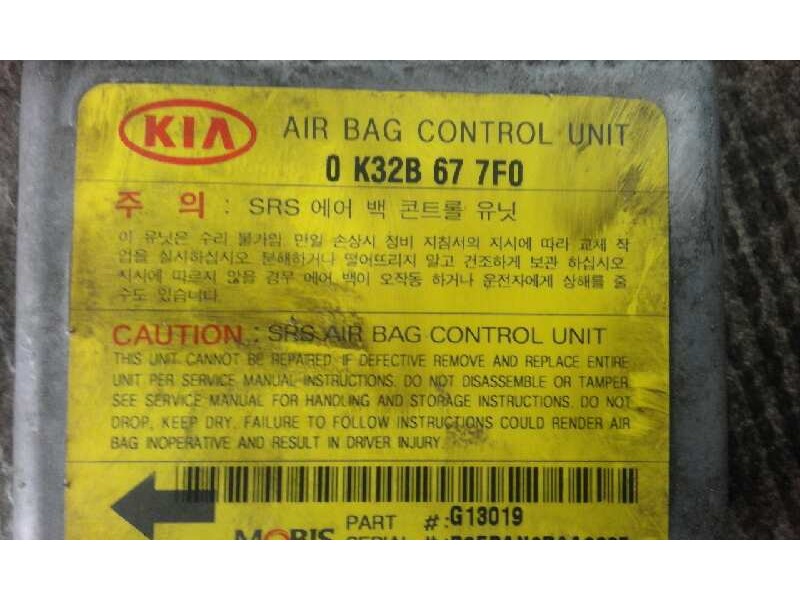 KIA AIR BAG CONTROL UNIT
0 K32B 67 7F0
주 의 : SRS 에어 백 콘트롤 유닛
이 유닛은 수리 불가임 만일 손상시 정비 지침서의 지시에 따라 교체 작
업을 실시하십시오 분해하거나 떨어뜨리지 말고 건조하게 보관 하십시오
지시에 따르지 않을 경우 에어 백이 오작동 하거나 운전자에게 상해를 줄
수도 있습니다.
CAUTION : SRS AIR BAG CONTROL UNIT
THIS UNIT CANNOT BE REPAIRED. IF DEFECTIVE REMOVE AND REPLACE ENTIRE
UNIT PER SERVICE MANUAL INSTRUCTIONS. DO NOT DISASSEMBLE OR TAMPER
SEE SERVICE MANUAL FOR HANDLING AND STORAGE INSTRUCTIONS. DO NOT
DROP, KEEP DRY. FAILURE TO FOLLOW INSTRUCTIONS COULD RENDER AIR
BAG INOPERATIVE AND RESULT IN DRIVER INJURY.
MOBIS PART #: G13019
SERIAL #: